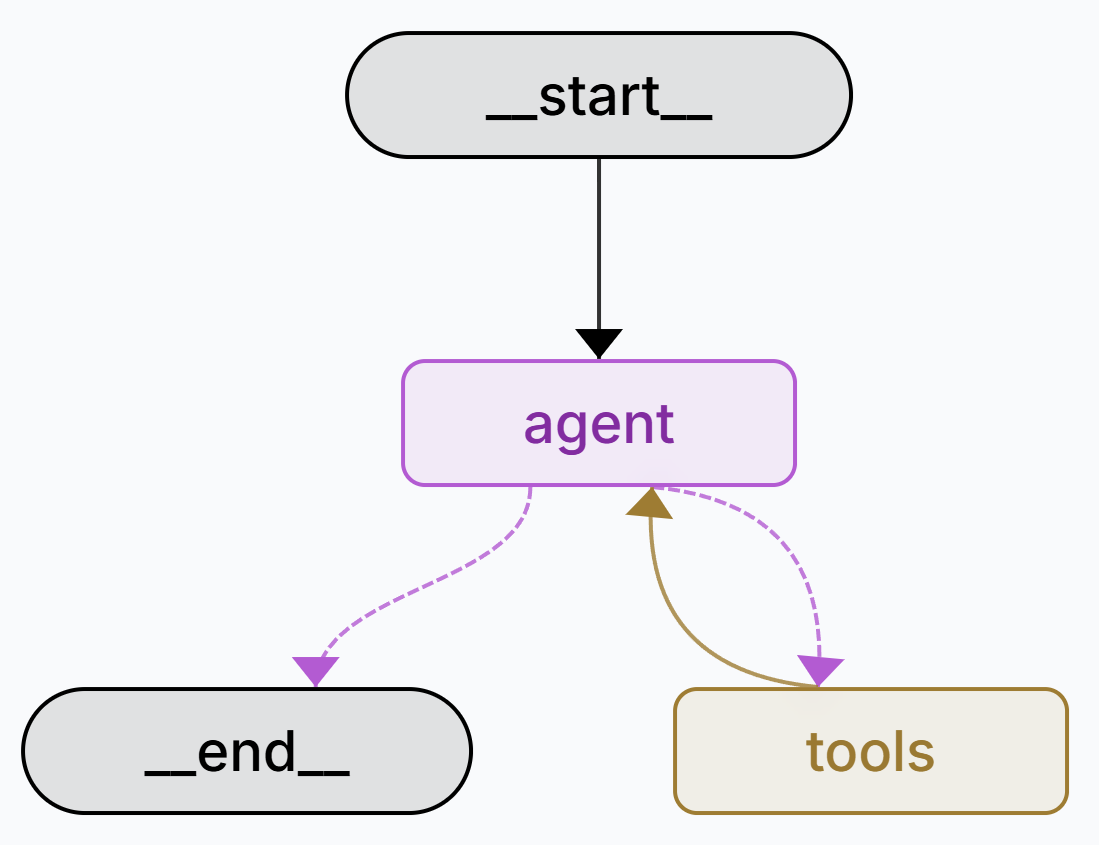 __start__
agent
__end__
tools